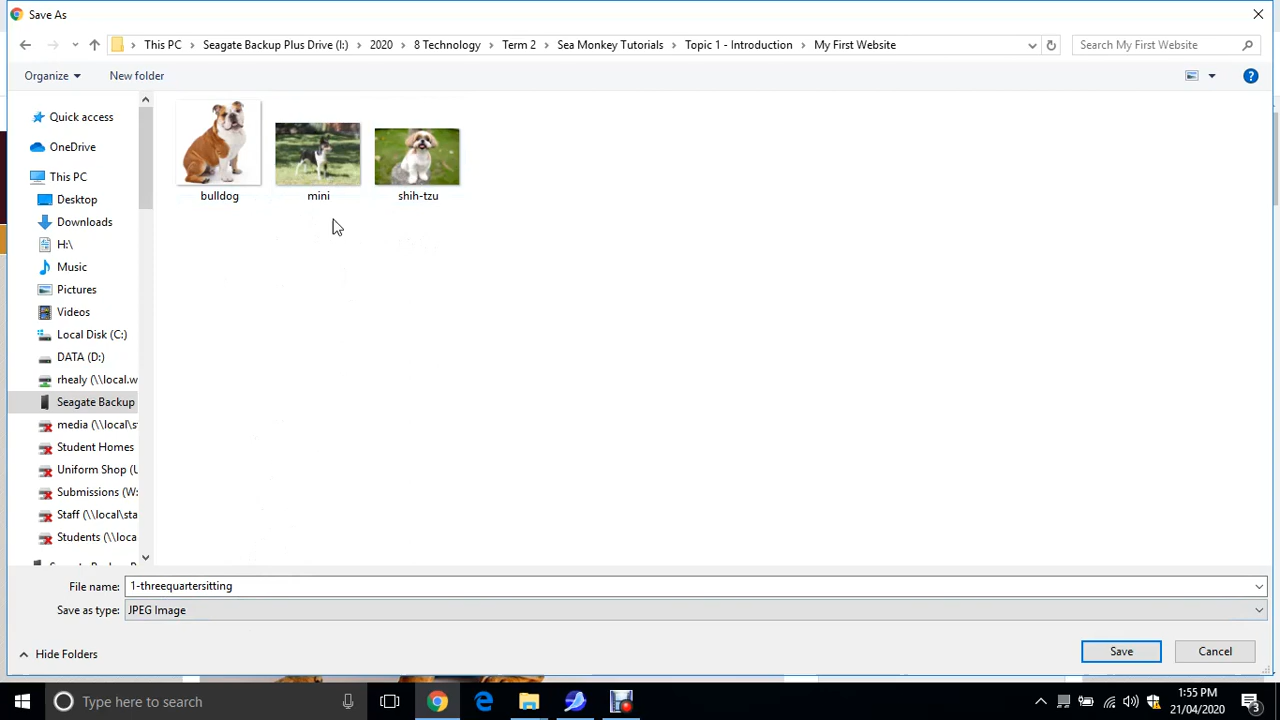 Save As
This PC > Seagate Backup Plus Drive (I:) > 2020 > 8 Technology > Term 2 > Sea Monkey Tutorials > Topic 1 - Introduction > My First Website
Search My First Website
Organize
New folder
Quick access
OneDrive
This PC
Desktop
Downloads
H:\
Music
Pictures
Videos
Local Disk (C:)
DATA (D:)
rhealy (\\local.w
Seagate Backup
media (\\local\s
Student Homes
Uniform Shop (U
Submissions (W:
Staff (\\local\sta
Students (\\loca
bulldog
mini
shih-tzu
File name: 1-threequartersitting
Save as type: JPEG Image
Hide Folders
Save
Cancel
Type here to search
1:55 PM
21/04/2020
3